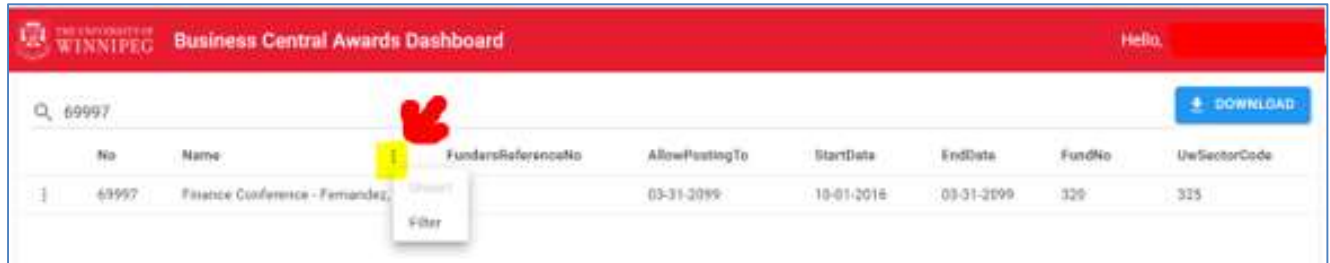 THE UNIVERSITY OF
WINNIPEG
Business Central Awards Dashboard
Hello,
69997
DOWNLOAD
No Name FundersReferenceNo AllowPostingTo StartDate EndDate FundNo UwSectorCode
69997 Finance Conference - Fernandez, 03-31-2099 10-01-2016 03-31-2099 320 325
Unsort
Filter